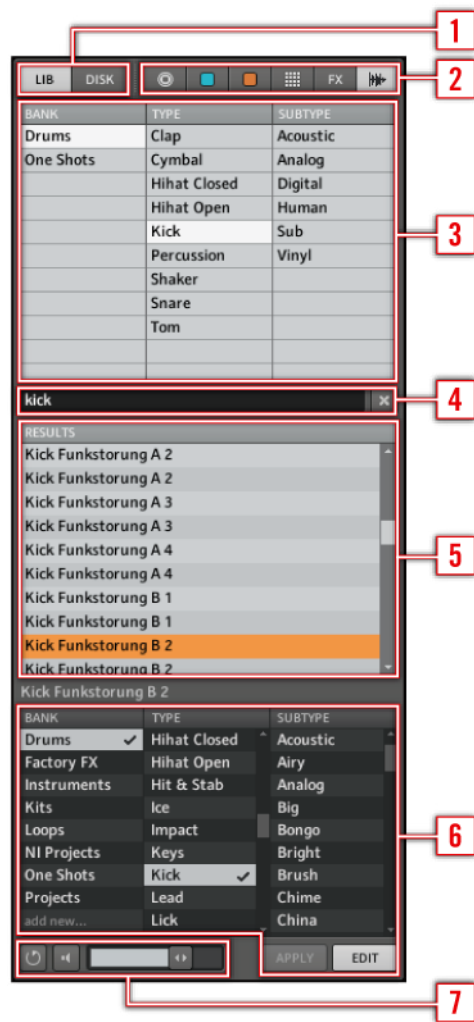 1
LIB DISK FX
2
BANK TYPE SUBTYPE
Drums Clap Acoustic
One Shots Cymbal Analog
Hihat Closed Digital
Hihat Open Human
Kick Sub
Percussion Vinyl
Shaker
Snare
Tom
3
kick
4
RESULTS
Kick Funkstorung A 2
Kick Funkstorung A 2
Kick Funkstorung A 3
Kick Funkstorung A 3
Kick Funkstorung A 4
Kick Funkstorung A 4
Kick Funkstorung B 1
Kick Funkstorung B 1
Kick Funkstorung B 2
Kick Funkstorung B 2
5
Kick Funkstorung B 2
BANK TYPE SUBTYPE
Drums Hihat Closed Acoustic
Factory FX Hihat Open Airy
Instruments Hit & Stab Analog
Kits Ice Big
Loops Impact Bongo
NI Projects Keys Bright
One Shots Kick Brush
Projects Lead Chime
add new... Lick China
6
APPLY EDIT
7